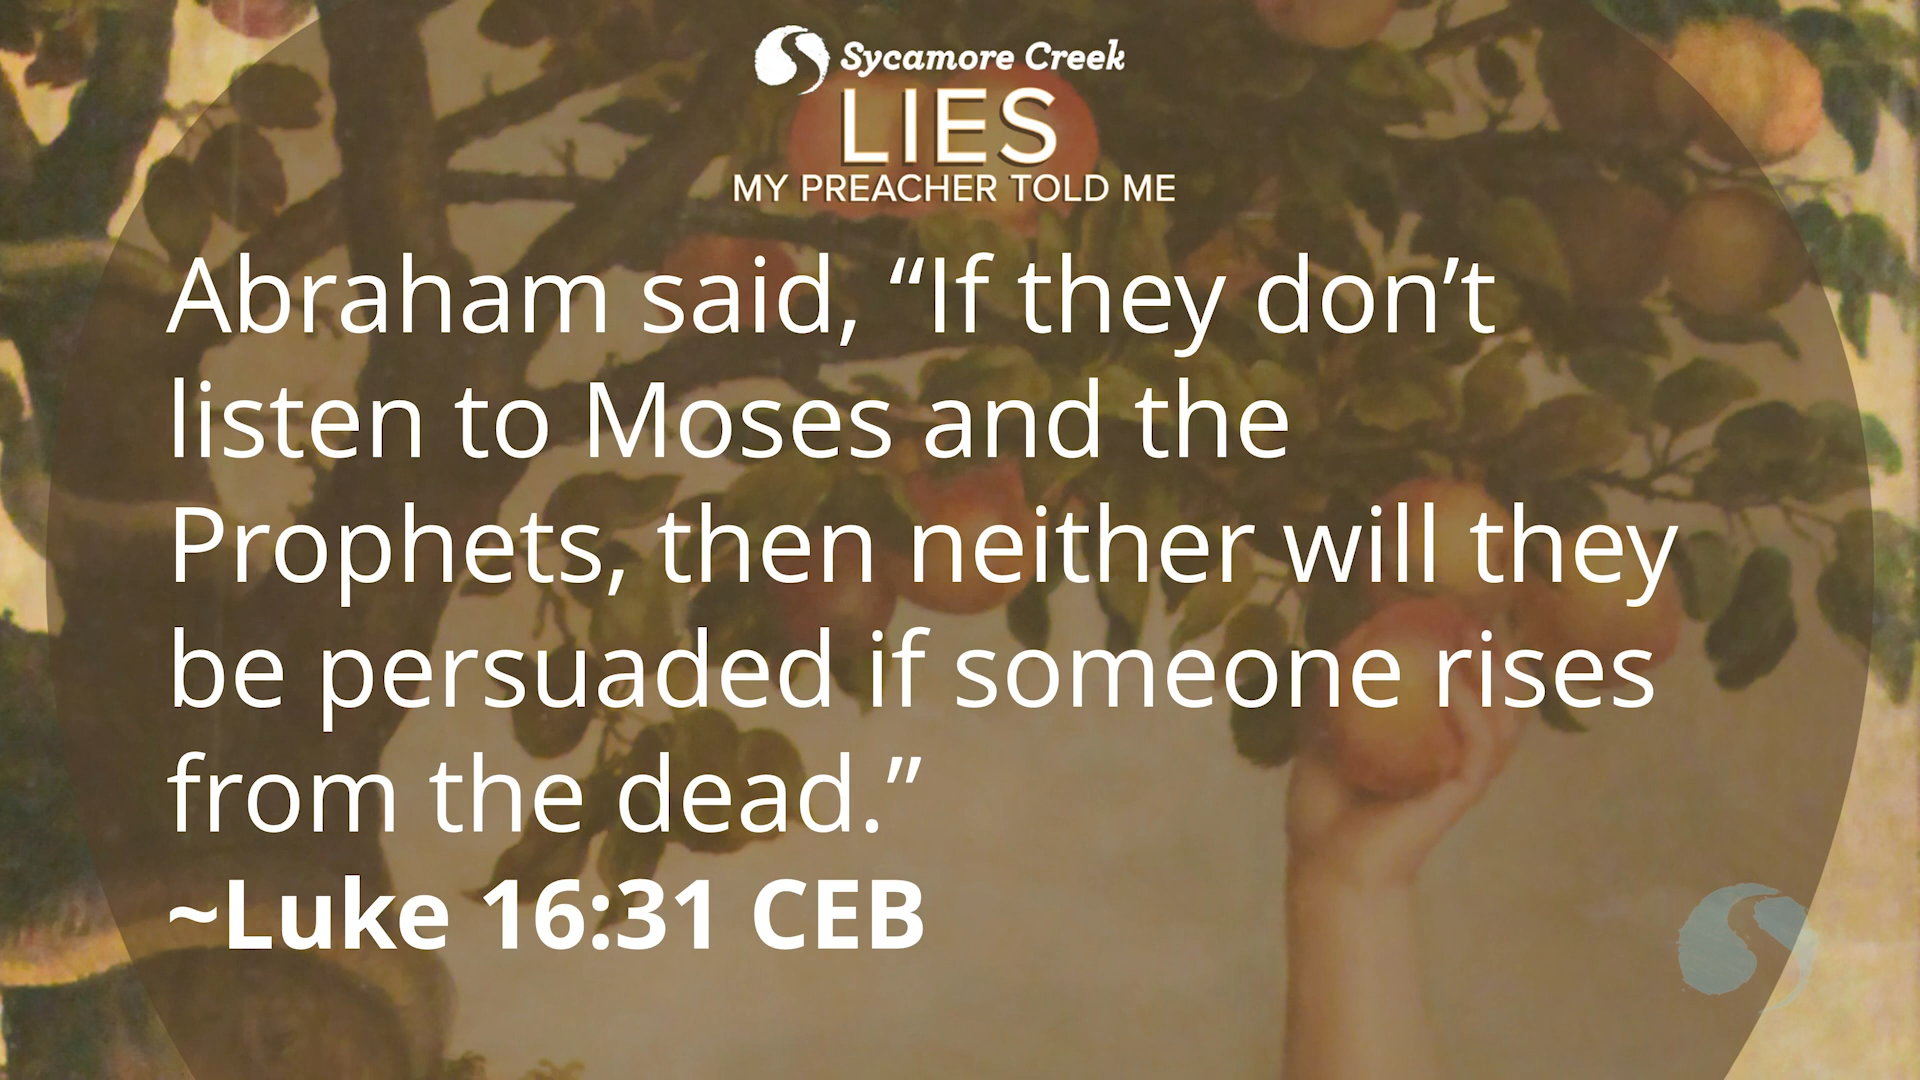 Sycamore Creek
LIES
MY PREACHER TOLD ME
Abraham said, “If they don’t
listen to Moses and the
Prophets, then neither will they
be persuaded if someone rises
from the dead.”
~Luke 16:31 CEB